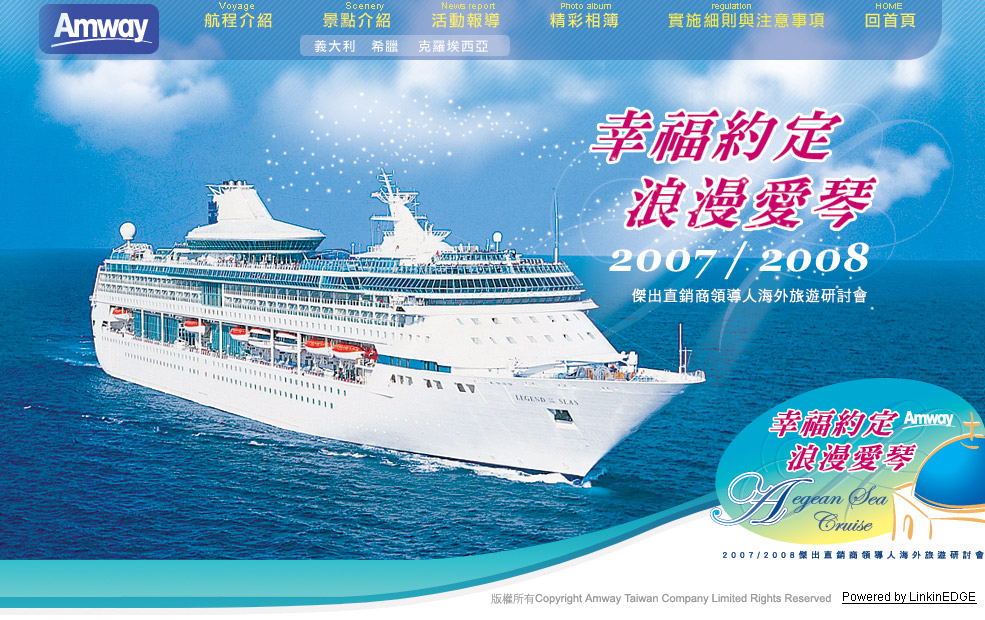 Amway
Voyage
航程介紹
Scenery
景點介紹
News report
活動報導
Photo album
精彩相簿
regulation
實施細則與注意事項
HOME
回首頁
義大利 希臘 克羅埃西亞
幸福約定
浪漫愛琴
2007 / 2008
傑出直銷商領導人海外旅遊研討會
LEGEND OF THE SEAS
幸福約定 Amway
浪漫愛琴
Aegean Sea
Cruise
2007/2008傑出直銷商領導人海外旅遊研討會
版權所有Copyright Amway Taiwan Company Limited Rights Reserved
Powered by LinkinEDGE